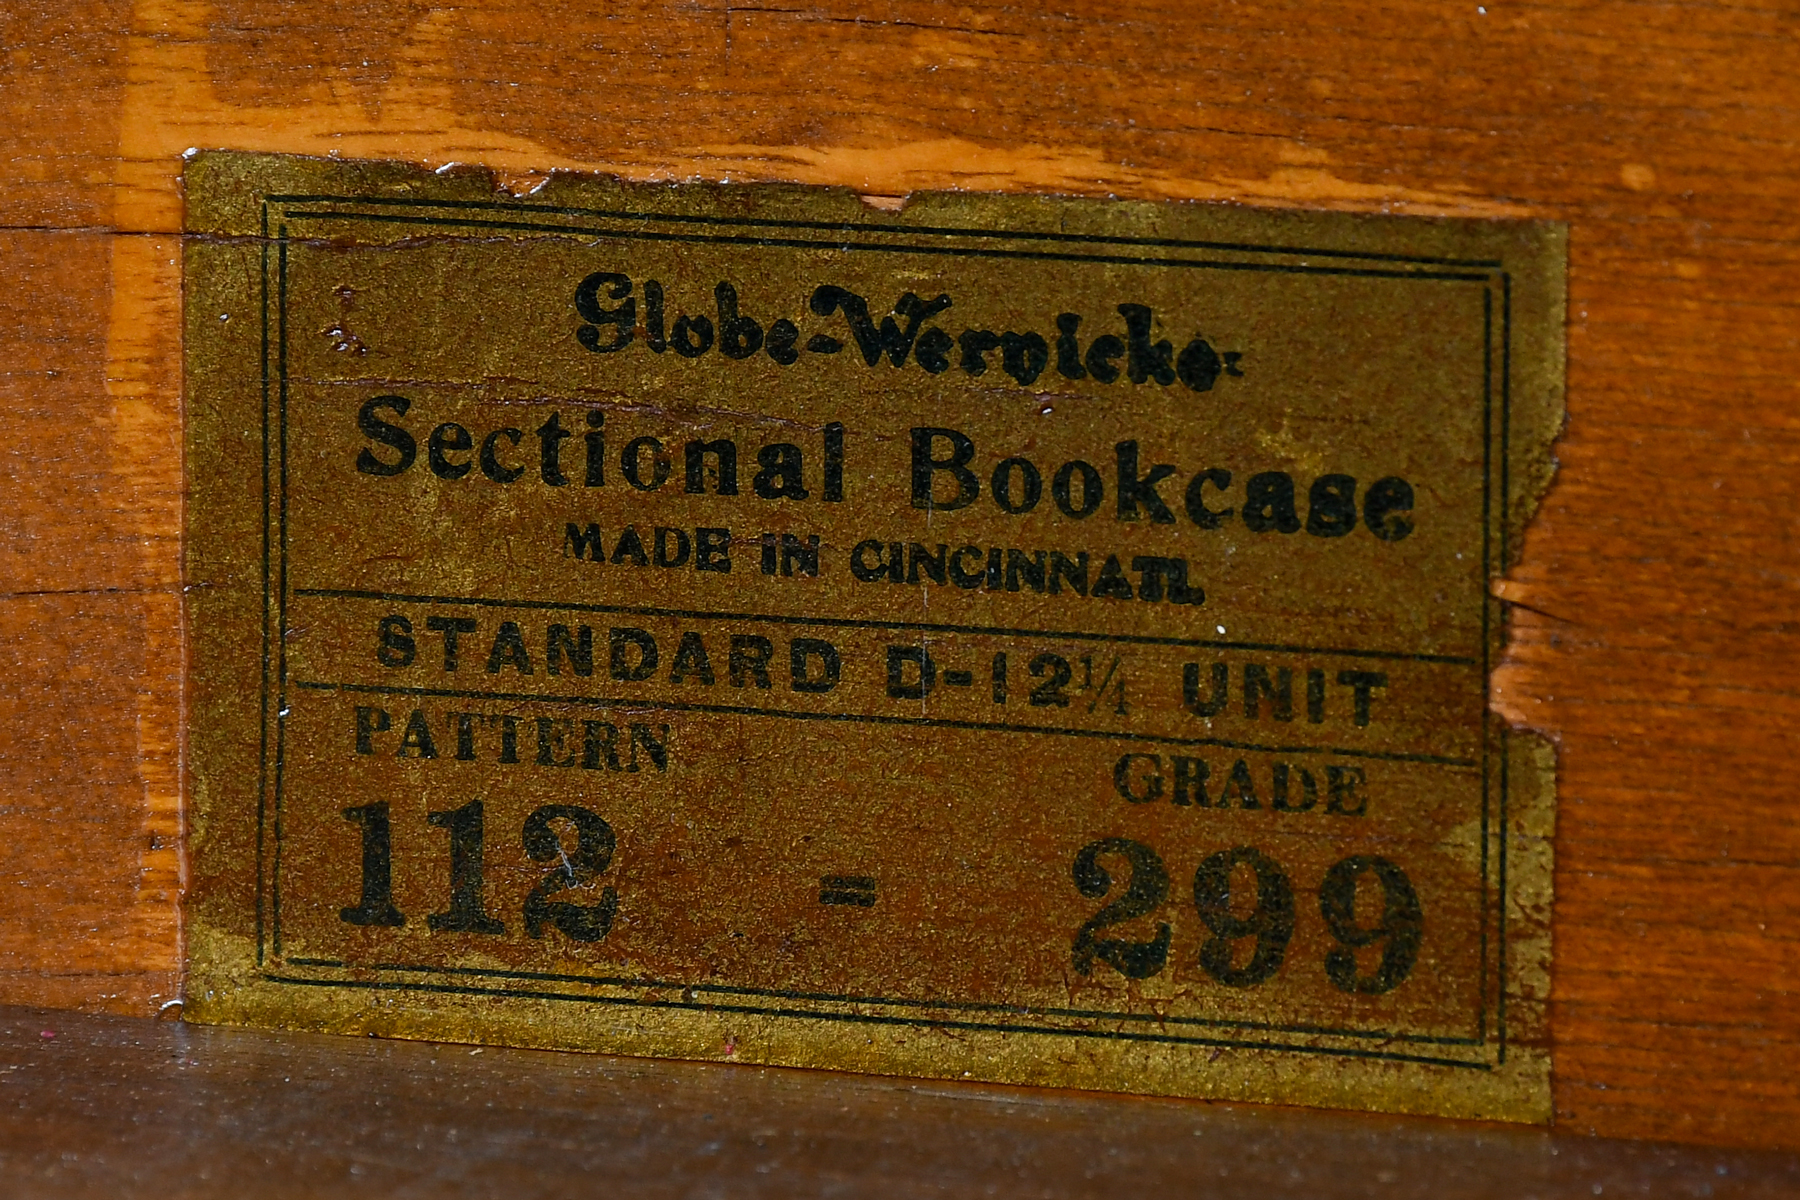 Globe-Wernicke
Sectional Bookcase
MADE IN CINCINNATI.
STANDARD D-12¼ UNIT
PATTERN GRADE
112 = 299